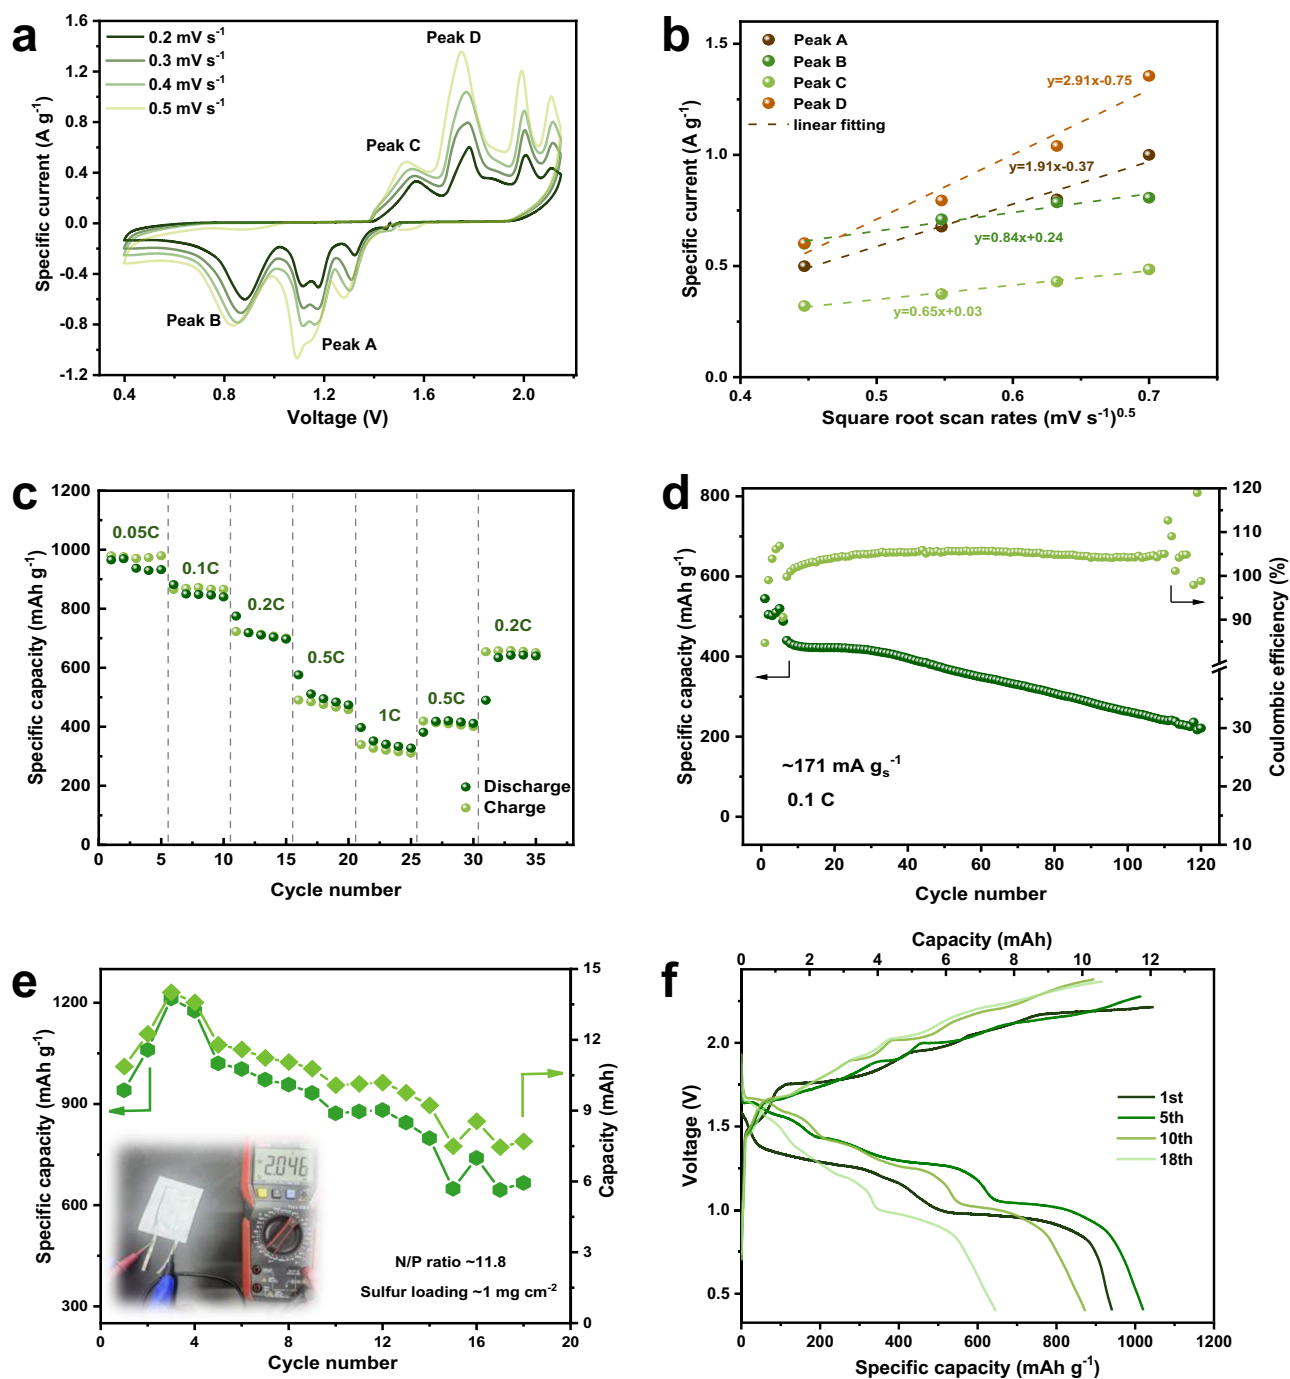 a
0.2 mV s⁻¹
0.3 mV s⁻¹
0.4 mV s⁻¹
0.5 mV s⁻¹
Peak D
Peak C
Peak B
Peak A
1.6
1.2
0.8
0.4
0.0
-0.4
-0.8
-1.2
0.4 0.8 1.2 1.6 2.0
Specific current (A g⁻¹)
Voltage (V)
b
Peak A
Peak B
Peak C
Peak D
linear fitting
y=2.91x-0.75
y=1.91x-0.37
y=0.84x+0.24
y=0.65x+0.03
1.5
1.0
0.5
0.0
0.4 0.5 0.6 0.7
Specific current (A g⁻¹)
Square root scan rates (mV s⁻¹)⁰·⁵
c
0.05C
0.1C
0.2C
0.5C
1C
0.5C
0.2C
Discharge
Charge
1200
1000
800
600
400
200
0
0 5 10 15 20 25 30 35
Specific capacity (mAh g⁻¹)
Cycle number
d
~171 mA gₛ⁻¹
0.1 C
800
600
400
200
0
120
110
100
90
30
20
10
0 20 40 60 80 100 120
Specific capacity (mAh g⁻¹)
Coulombic efficiency (%)
Cycle number
e
1200
900
600
300
15
12
9
6
3
0
-2.046
N/P ratio ~11.8
Sulfur loading ~1 mg cm⁻²
0 4 8 12 16 20
Specific capacity (mAh g⁻¹)
Capacity (mAh)
Cycle number
f
Capacity (mAh)
0 2 4 6 8 10 12
2.0
1.5
1.0
0.5
1st
5th
10th
18th
0 200 400 600 800 1000 1200
Voltage (V)
Specific capacity (mAh g⁻¹)